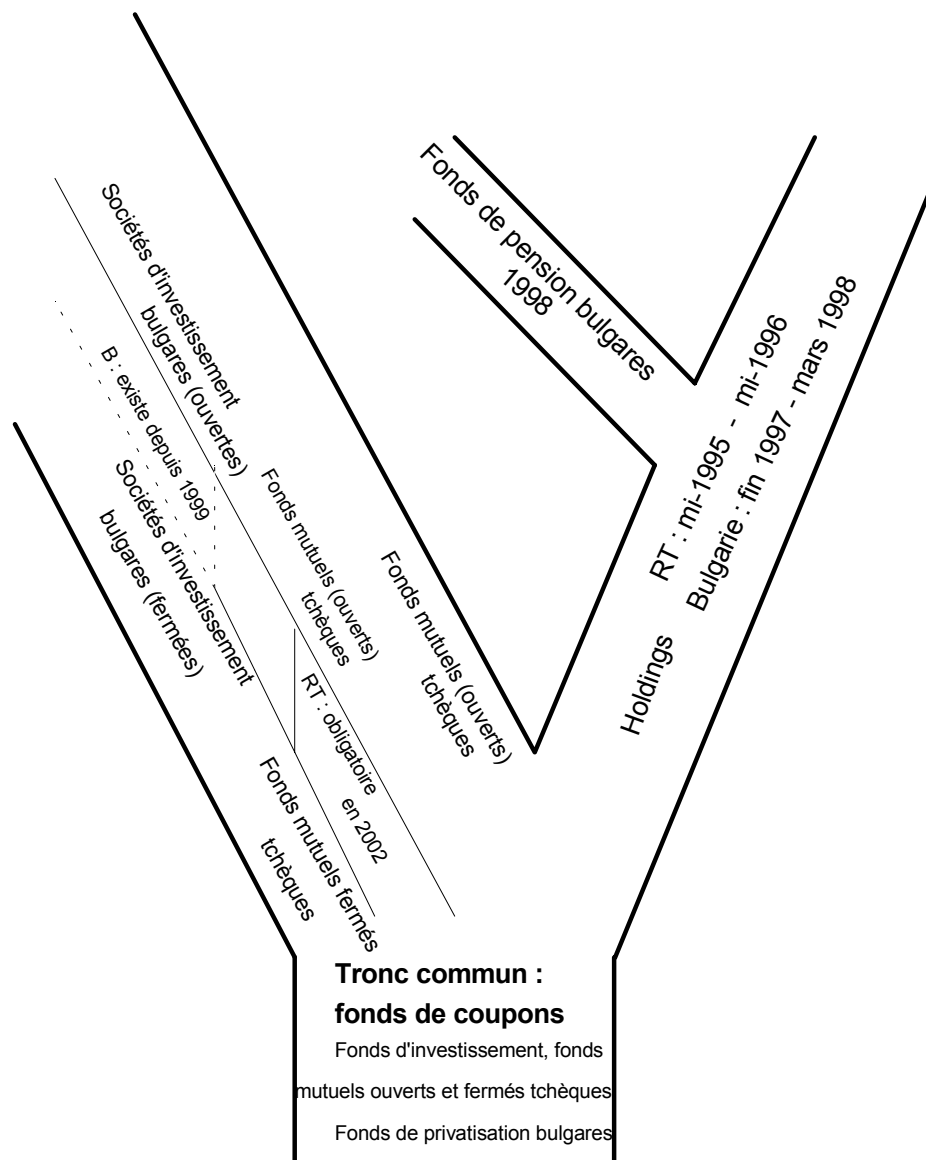 Fonds de pension bulgares
1998
Sociétés d'investissement
bulgares (ouvertes)
B : existe depuis 1999
Sociétés d'investissement
bulgares (fermées)
Fonds mutuels (ouverts)
tchèques
Fonds mutuels (ouverts)
tchèques
RT : obligatoire
en 2002
Fonds mutuels fermés
tchèques
RT : mi-1995 - mi-1996
Holdings Bulgarie : fin 1997 - mars 1998
Tronc commun :
fonds de coupons
Fonds d'investissement, fonds
mutuels ouverts et fermés tchèques
Fonds de privatisation bulgares